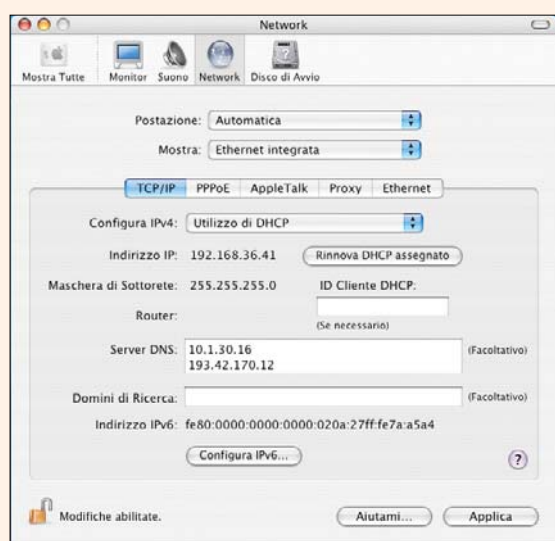 Network
Mostra Tutte Monitor Suono Network Disco di Avvio
Postazione: Automatica
Mostra: Ethernet integrata
TCP/IP PPPoE AppleTalk Proxy Ethernet
Configura IPv4: Utilizzo di DHCP
Indirizzo IP: 192.168.36.41 Rinnova DHCP assegnato
Maschera di Sottorete: 255.255.255.0 ID Cliente DHCP:
Router:
(Se necessario)
Server DNS: 10.1.30.16 (Facoltativo)
193.42.170.12
Domini di Ricerca: (Facoltativo)
Indirizzo IPv6: fe80:0000:0000:0000:020a:27ff:fe7a:a5a4
Configura IPv6... ?
Modifiche abilitate. Aiutami... Applica